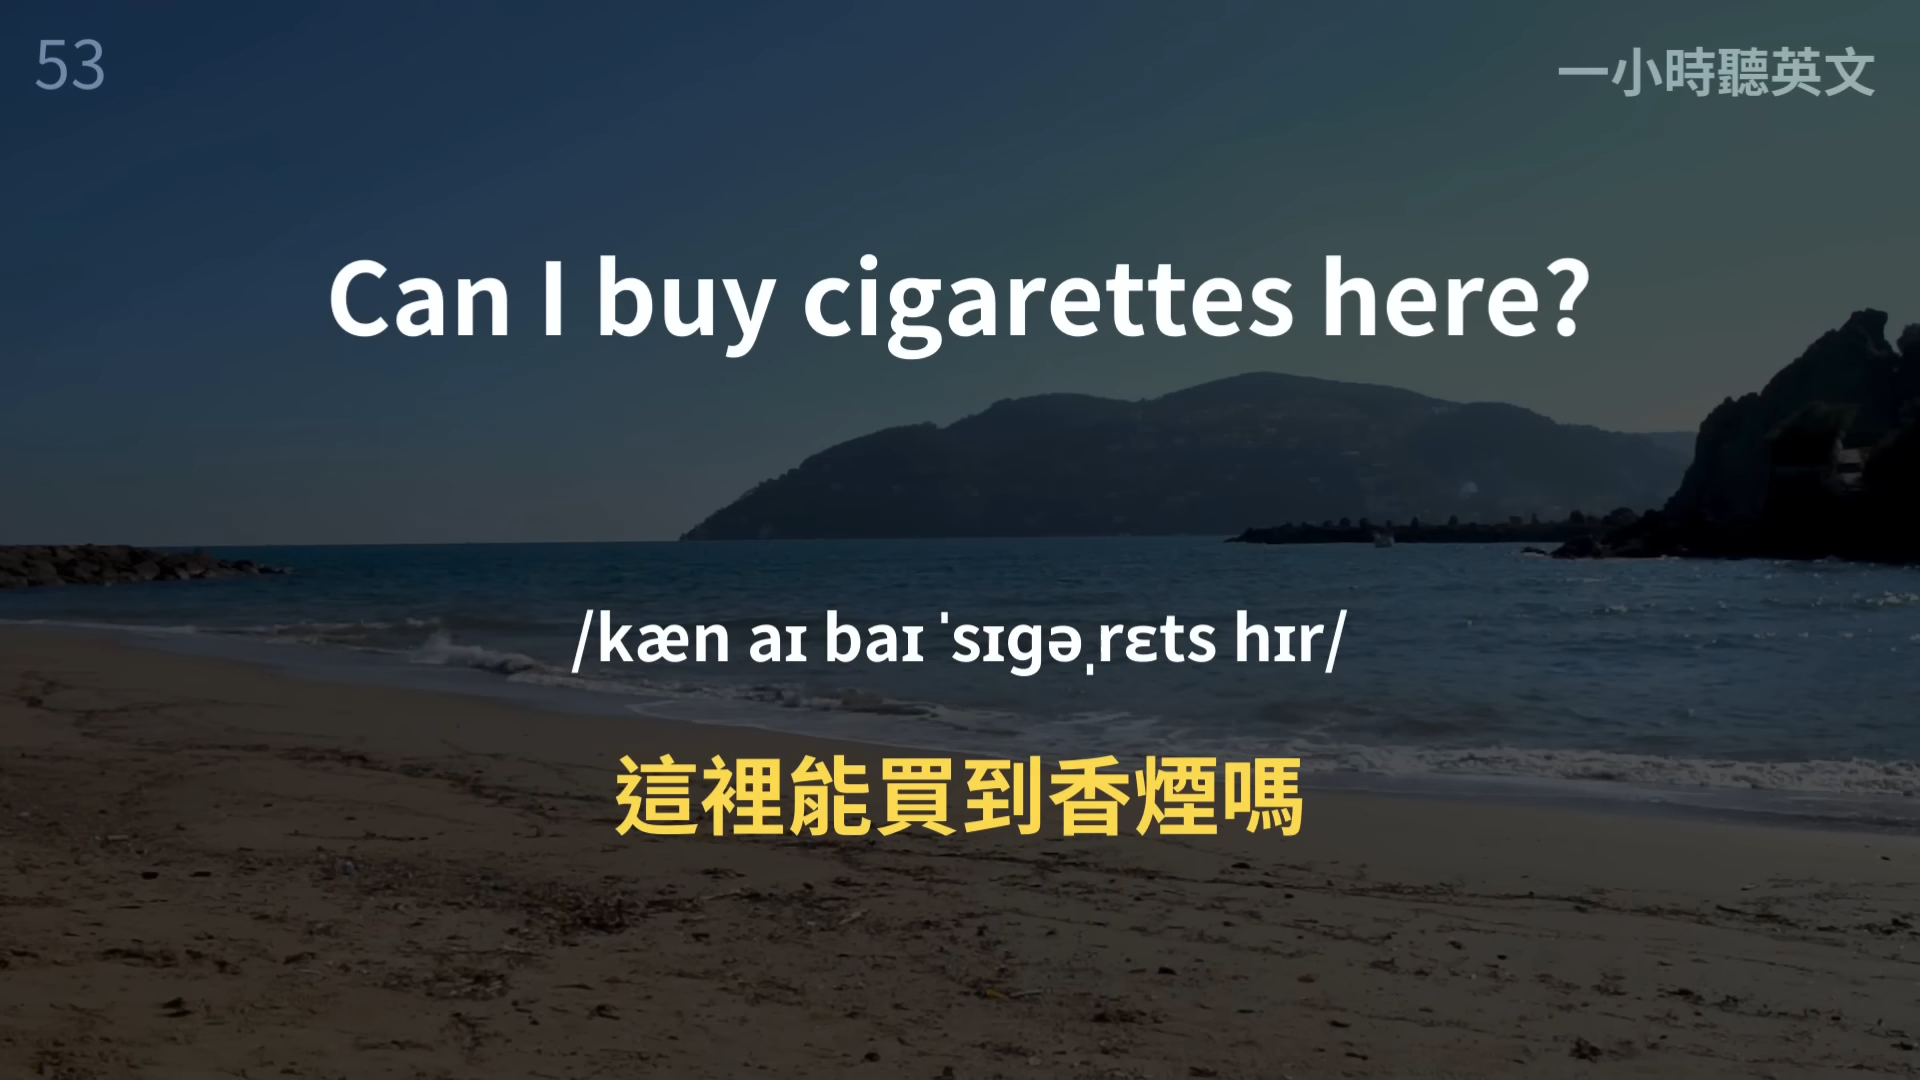 53
一小時聽英文
Can I buy cigarettes here?
/kæn aɪ baɪ ˈsɪɡəˌrɛts hɪr/
這裡能買到香煙嗎